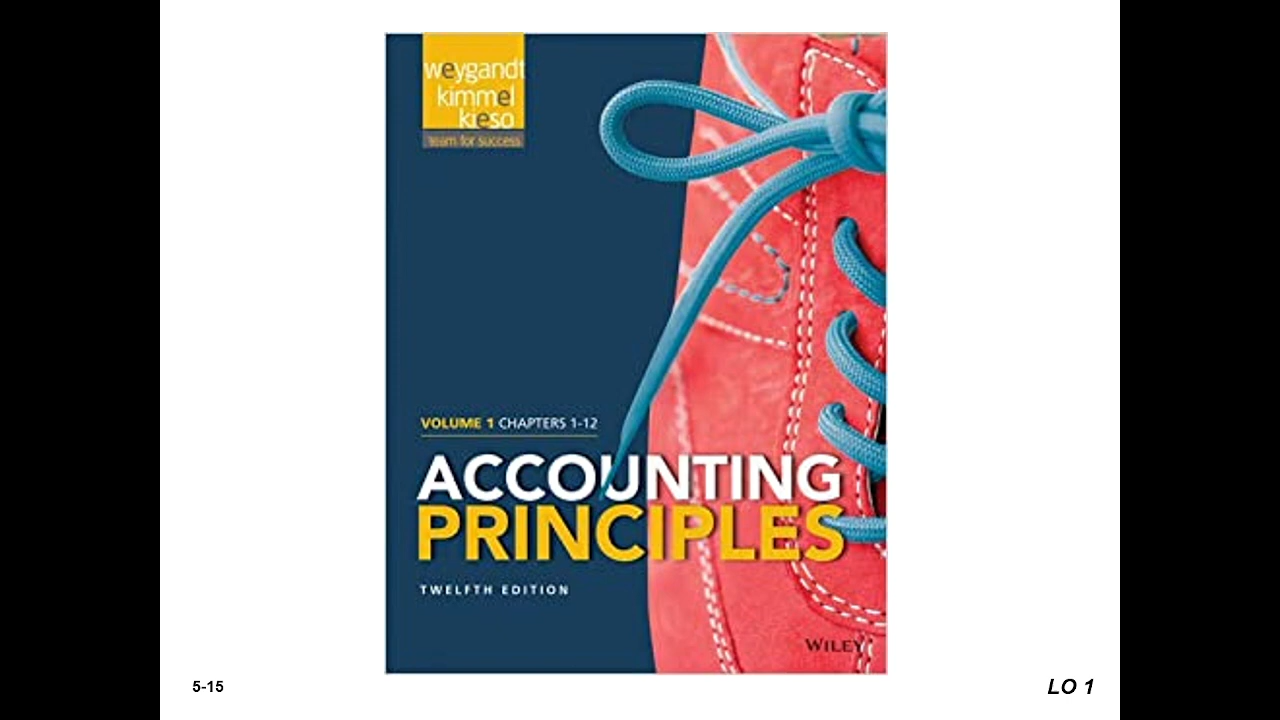 weygandt
kimmel
kieso
team for success
VOLUME 1 CHAPTERS 1-12
ACCOUNTING
PRINCIPLES
TWELFTH EDITION
WILEY
5-15
LO 1